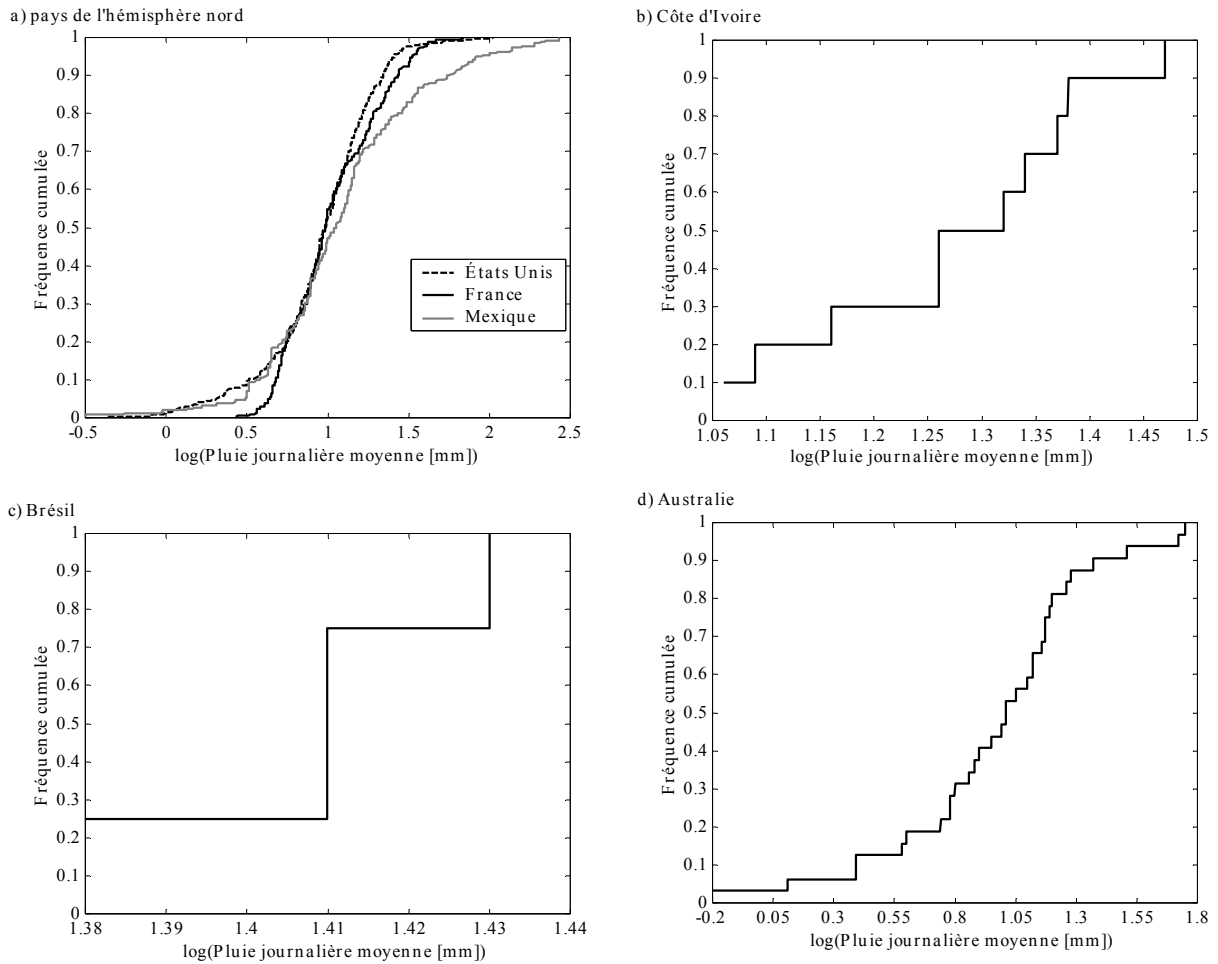 a) pays de l'hémisphère nord
1
0.9
0.8
0.7
0.6
0.5
0.4
0.3
0.2
0.1
0
Fréquence cumulée
États Unis
France
Mexique
-0.5 0 0.5 1 1.5 2 2.5
log(Pluie journalière moyenne [mm]
b) Côte d'Ivoire
1
0.9
0.8
0.7
0.6
0.5
0.4
0.3
0.2
0.1
0
Fréquence cumulée
1.05 1.1 1.15 1.2 1.25 1.3 1.35 1.4 1.45 1.5
log(Pluie journalière moyenne [mm]
c) Brésil
1
0.9
0.8
0.7
0.6
0.5
0.4
0.3
0.2
0.1
0
Fréquence cumulée
1.38 1.39 1.4 1.41 1.42 1.43 1.44
log(Pluie journalière moyenne [mm]
d) Australie
1
0.9
0.8
0.7
0.6
0.5
0.4
0.3
0.2
0.1
0
Fréquence cumulée
-0.2 0.05 0.3 0.55 0.8 1.05 1.3 1.55 1.8
log(Pluie journalière moyenne [mm]